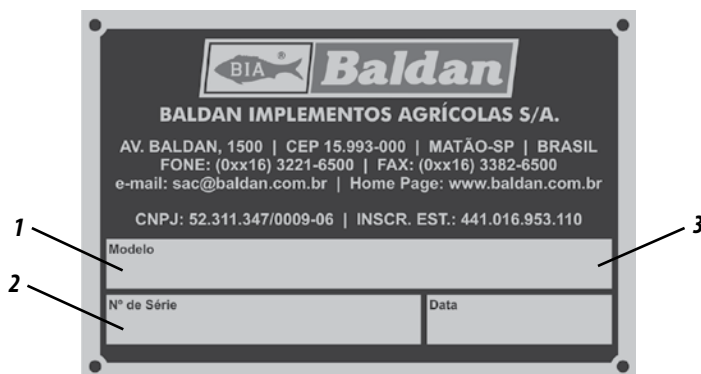 BIA ® Baldan
BALDAN IMPLEMENTOS AGRÍCOLAS S/A.
AV. BALDAN, 1500 | CEP 15.993-000 | MATÃO-SP | BRASIL
FONE: (0xx16) 3221-6500 | FAX: (0xx16) 3382-6500
e-mail: sac@baldan.com.br | Home Page: www.baldan.com.br
CNPJ: 52.311.347/0009-06 | INSCR. EST.: 441.016.953.110
1
3
Modelo
2
Nº de Série
Data